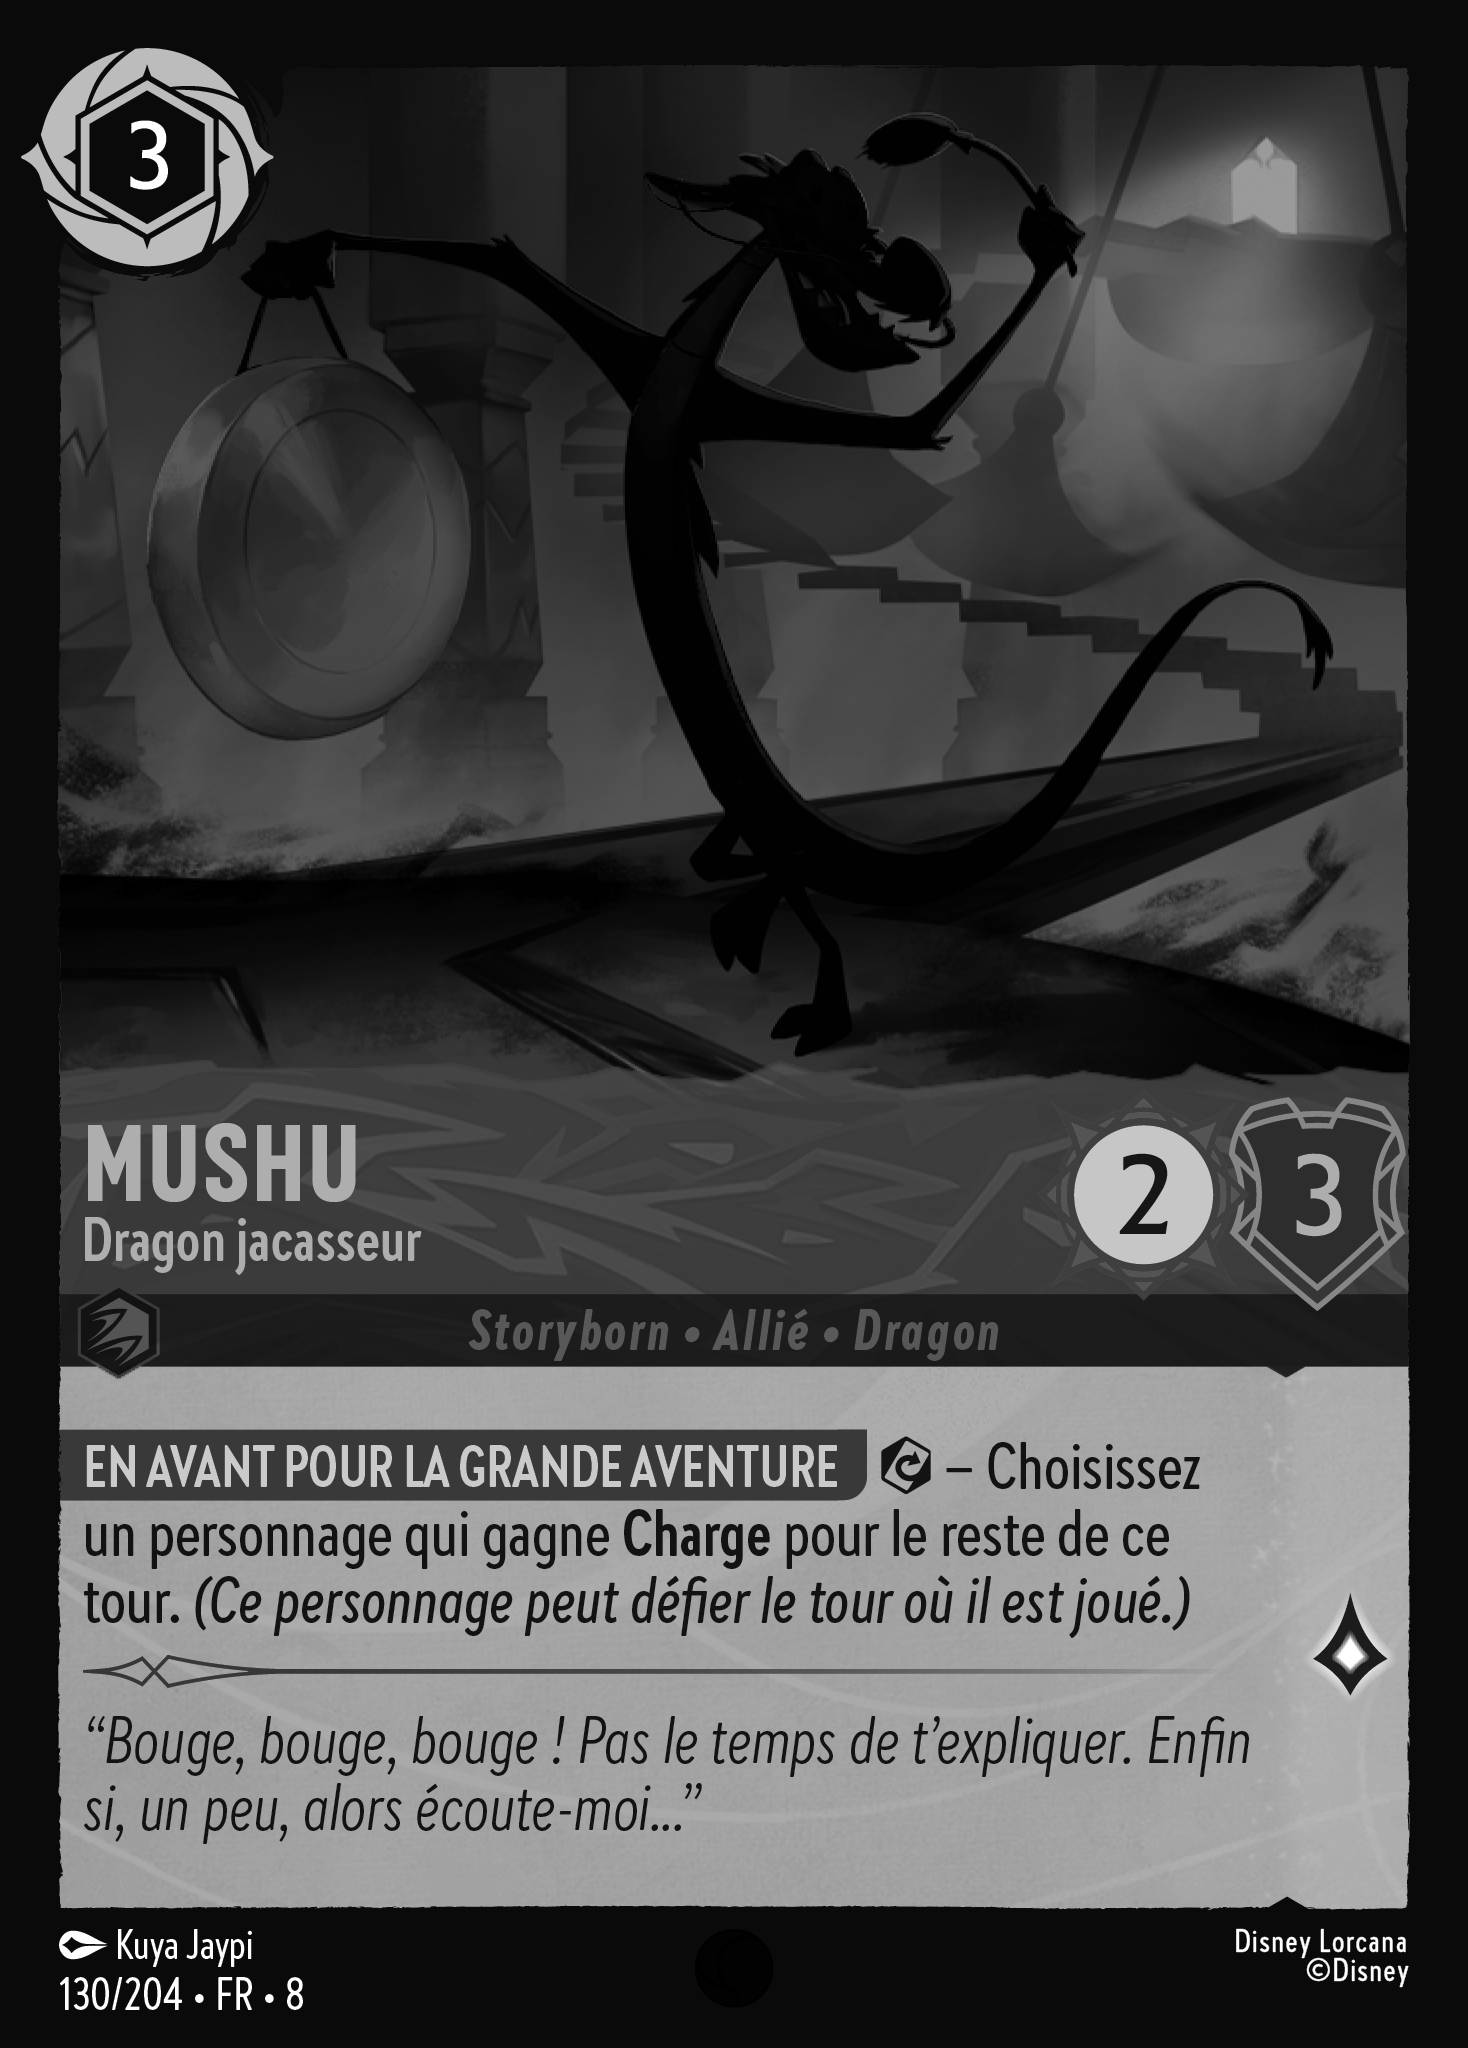 3
MUSHU
Dragon jacasseur
2
3
Storyborn • Allié • Dragon
EN AVANT POUR LA GRANDE AVENTURE – Choisissez
un personnage qui gagne Charge pour le reste de ce
tour. (Ce personnage peut défier le tour où il est joué.)
“Bouge, bouge, bouge ! Pas le temps de t’expliquer. Enfin
si, un peu, alors écoute-moi...”
Kuya Jaypi
130/204 • FR • 8
Disney Lorcana
©Disney